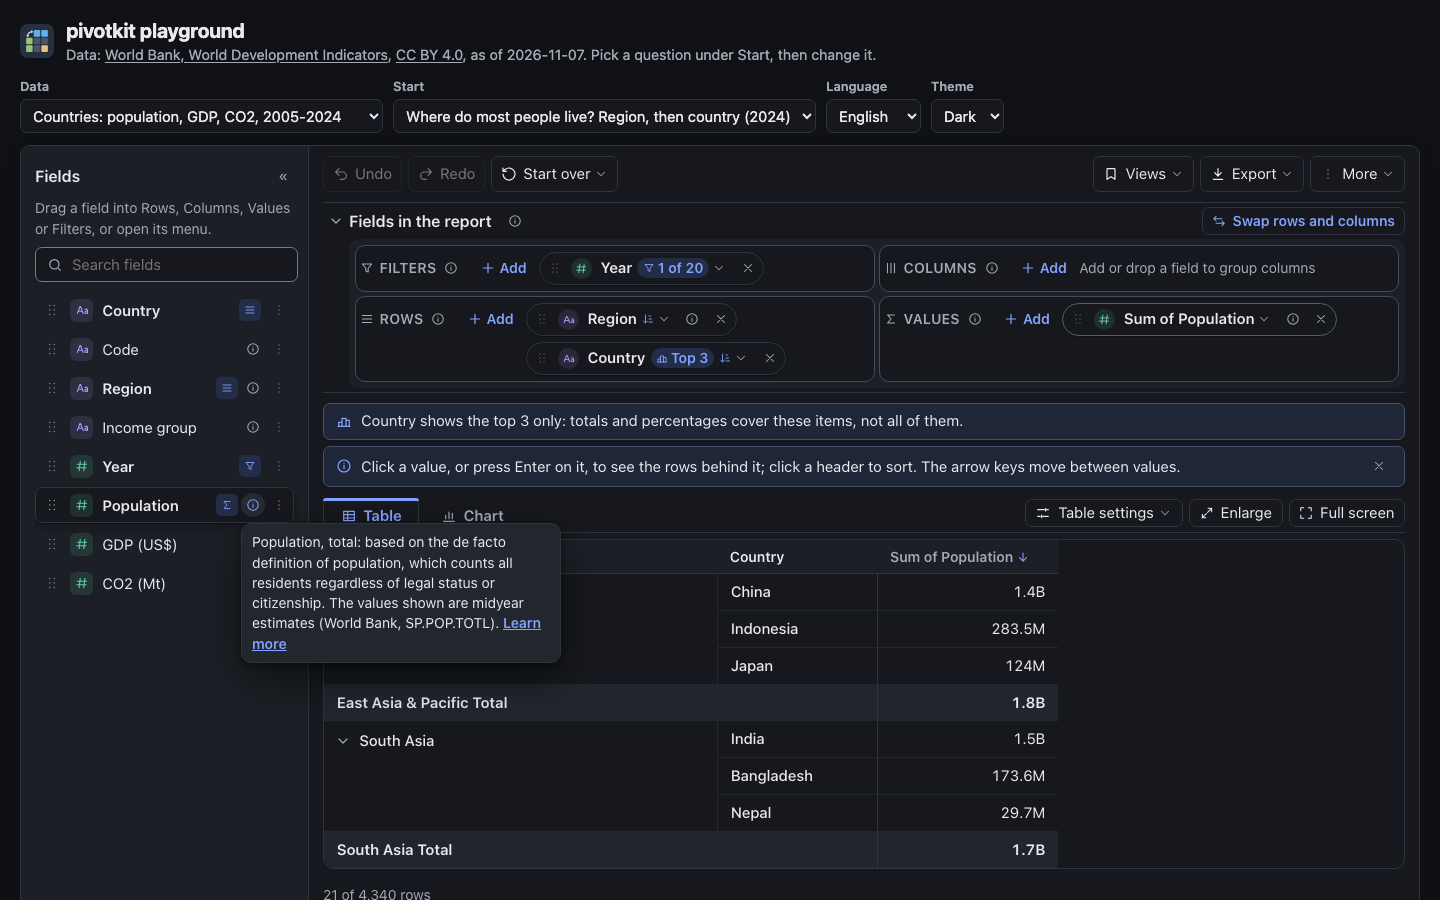 pivotkit playground
Data: World Bank, World Development Indicators, CC BY 4.0, as of 2026-11-07. Pick a question under Start, then change it.
Data
Start
Language
Theme
Countries: population, GDP, CO2, 2005-2024
Where do most people live? Region, then country (2024)
English
Dark
Fields
«
Drag a field into Rows, Columns, Values
or Filters, or open its menu.
Search fields
Aa Country
Aa Code
Aa Region
Aa Income group
# Year
# Population Σ
# GDP (US$)
# CO2 (Mt)
Undo
Redo
Start over
Views
Export
More
Fields in the report
Swap rows and columns
FILTERS
+ Add
# Year 1 of 20
COLUMNS
+ Add
Add or drop a field to group columns
ROWS
+ Add
Aa Region
Aa Country Top 3
Σ VALUES
+ Add
# Sum of Population
Country shows the top 3 only: totals and percentages cover these items, not all of them.
Click a value, or press Enter on it, to see the rows behind it; click a header to sort. The arrow keys move between values.
Table
Chart
Table settings
Enlarge
Full screen
Population, total: based on the de facto
definition of population, which counts all
residents regardless of legal status or
citizenship. The values shown are midyear
estimates (World Bank, SP.POP.TOTL). Learn
more
Country
Sum of Population
China 1.4B
Indonesia 283.5M
Japan 124M
East Asia & Pacific Total 1.8B
South Asia
India 1.5B
Bangladesh 173.6M
Nepal 29.7M
South Asia Total 1.7B
21 of 4,340 rows